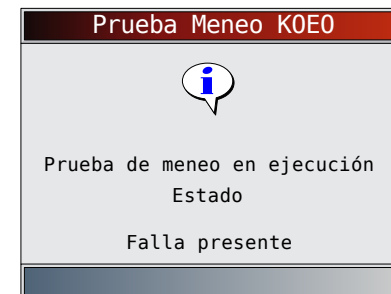 Prueba Meneo KOEO
i
Prueba de meneo en ejecución
Estado
Falla presente